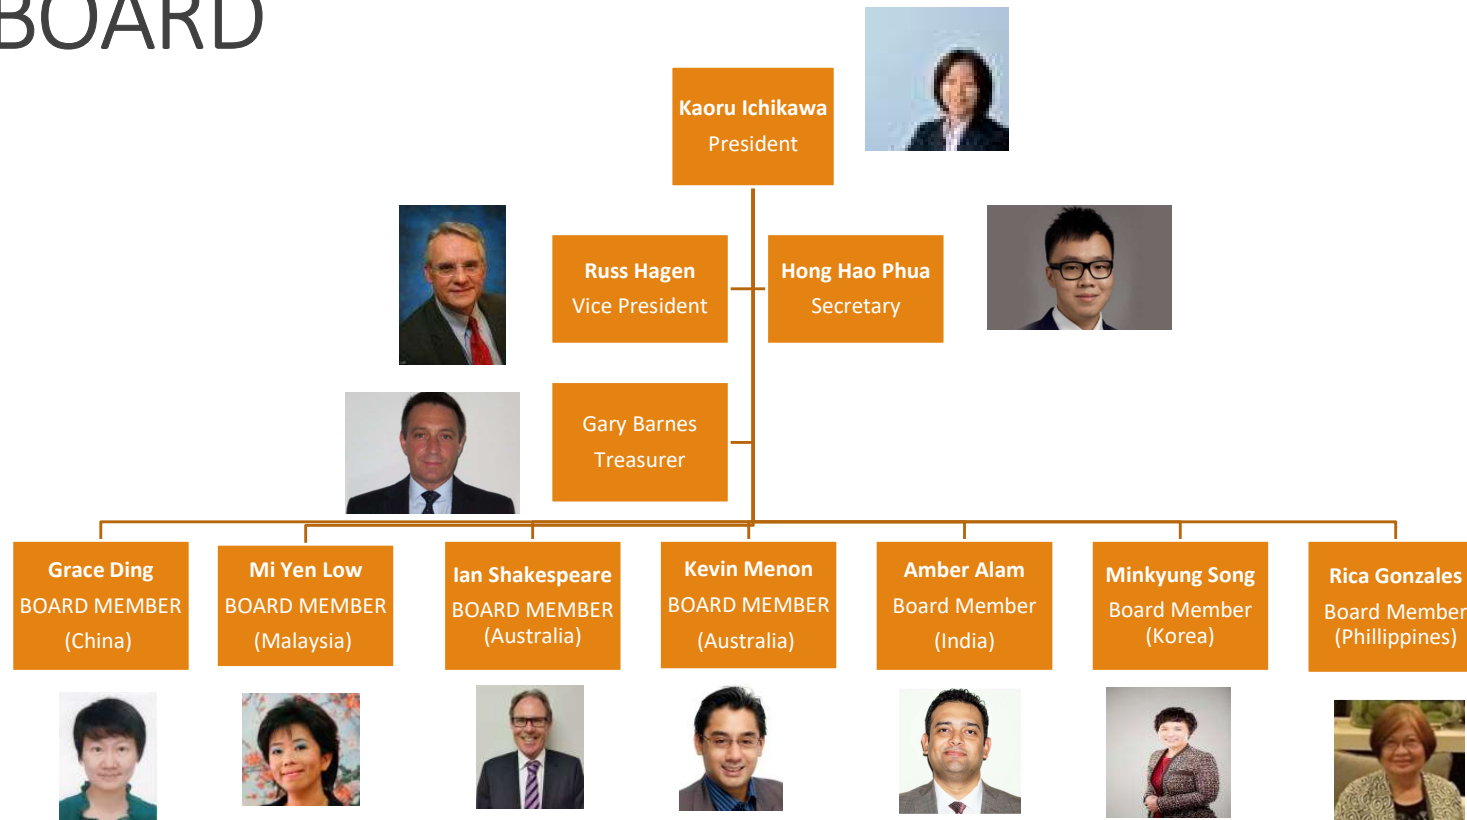 BOARD
Kaoru Ichikawa
President
Russ Hagen
Vice President
Hong Hao Phua
Secretary
Gary Barnes
Treasurer
Grace Ding
BOARD MEMBER
(China)
Mi Yen Low
BOARD MEMBER
(Malaysia)
Ian Shakespeare
BOARD MEMBER
(Australia)
Kevin Menon
BOARD MEMBER
(Australia)
Amber Alam
Board Member
(India)
Minkyung Song
Board Member
(Korea)
Rica Gonzales
Board Member
(Phillippines)